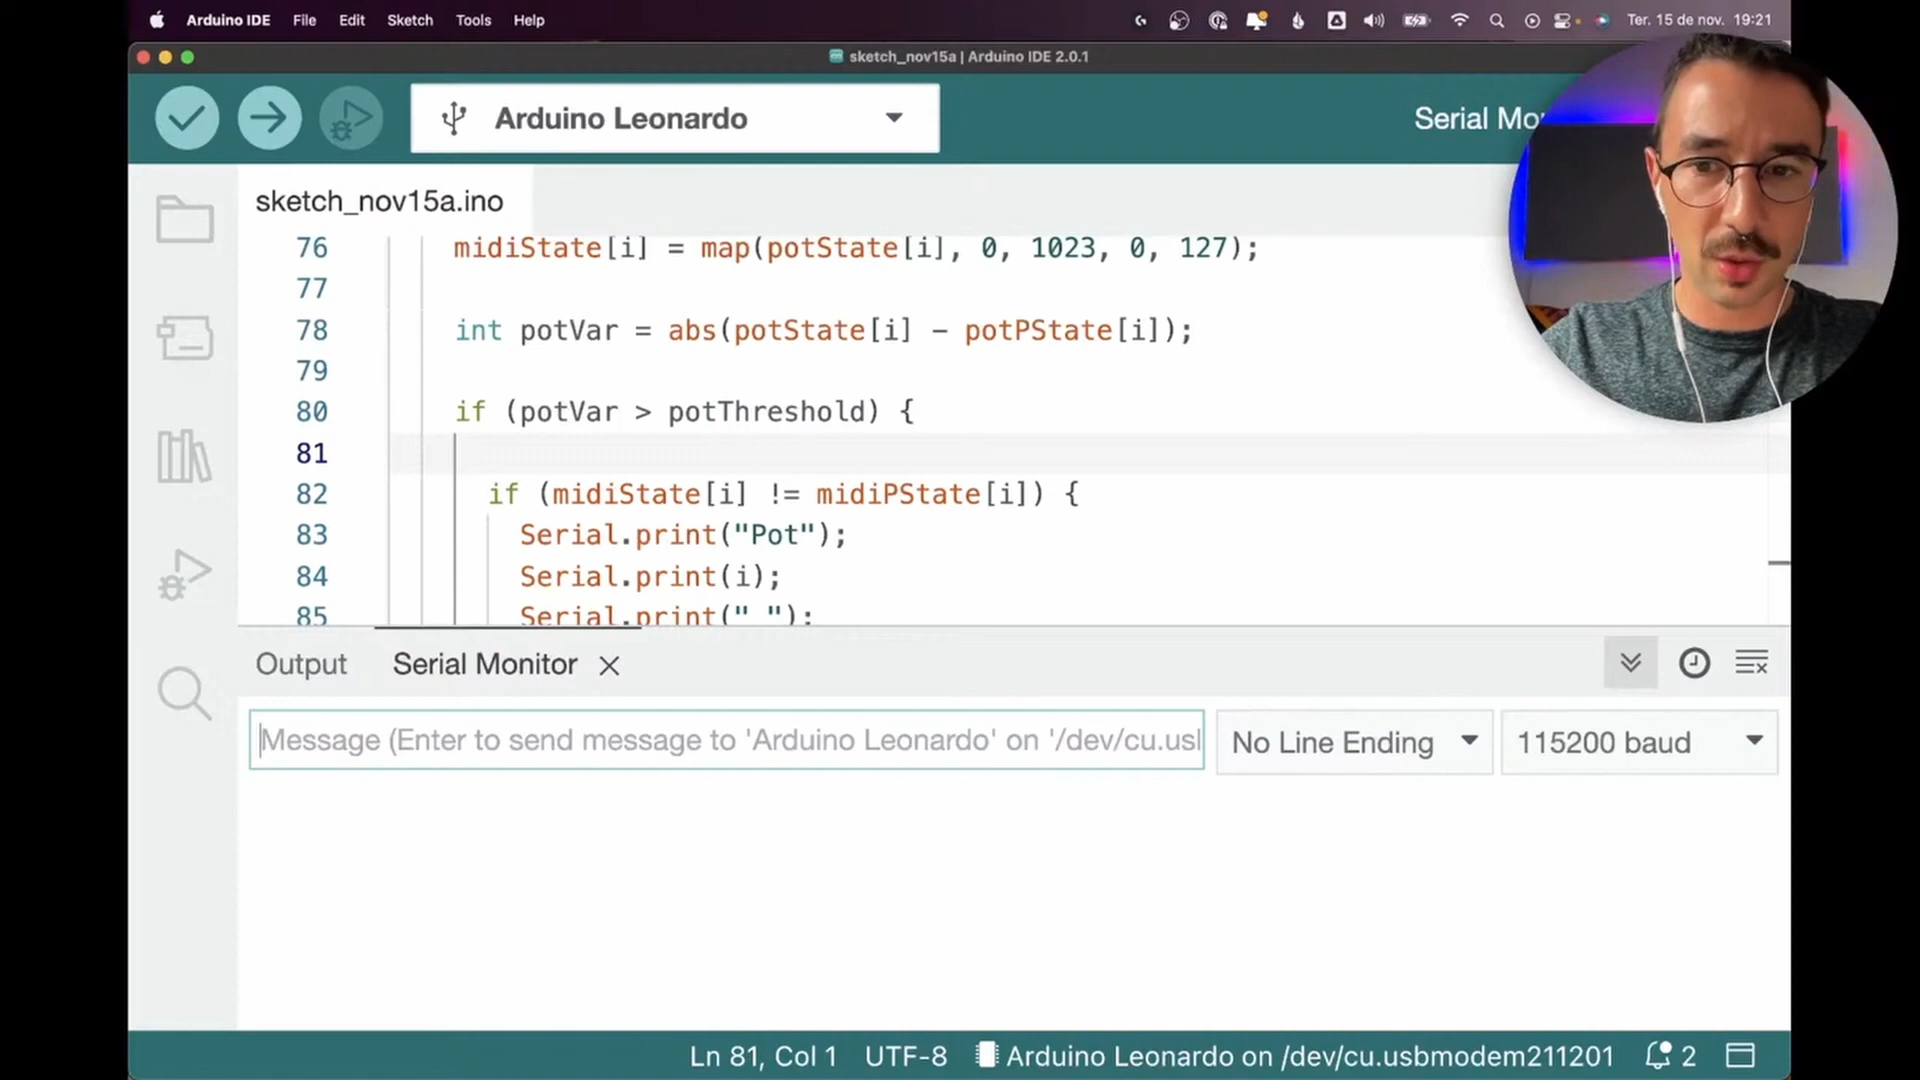 Arduino IDE File Edit Sketch Tools Help Ter. 15 de nov. 19:21
sketch_nov15a | Arduino IDE 2.0.1
Arduino Leonardo
Serial Mo
sketch_nov15a.ino
76 midiState[i] = map(potState[i], 0, 1023, 0, 127);
77
78 int potVar = abs(potState[i] - potPState[i]);
79
80 if (potVar > potThreshold) {
81
82 if (midiState[i] != midiPState[i]) {
83 Serial.print("Pot");
84 Serial.print(i);
85 Serial.print(" ");
Output Serial Monitor
Message (Enter to send message to 'Arduino Leonardo' on '/dev/cu.us
No Line Ending
115200 baud
Ln 81, Col 1 UTF-8 Arduino Leonardo on /dev/cu.usbmodem211201 2